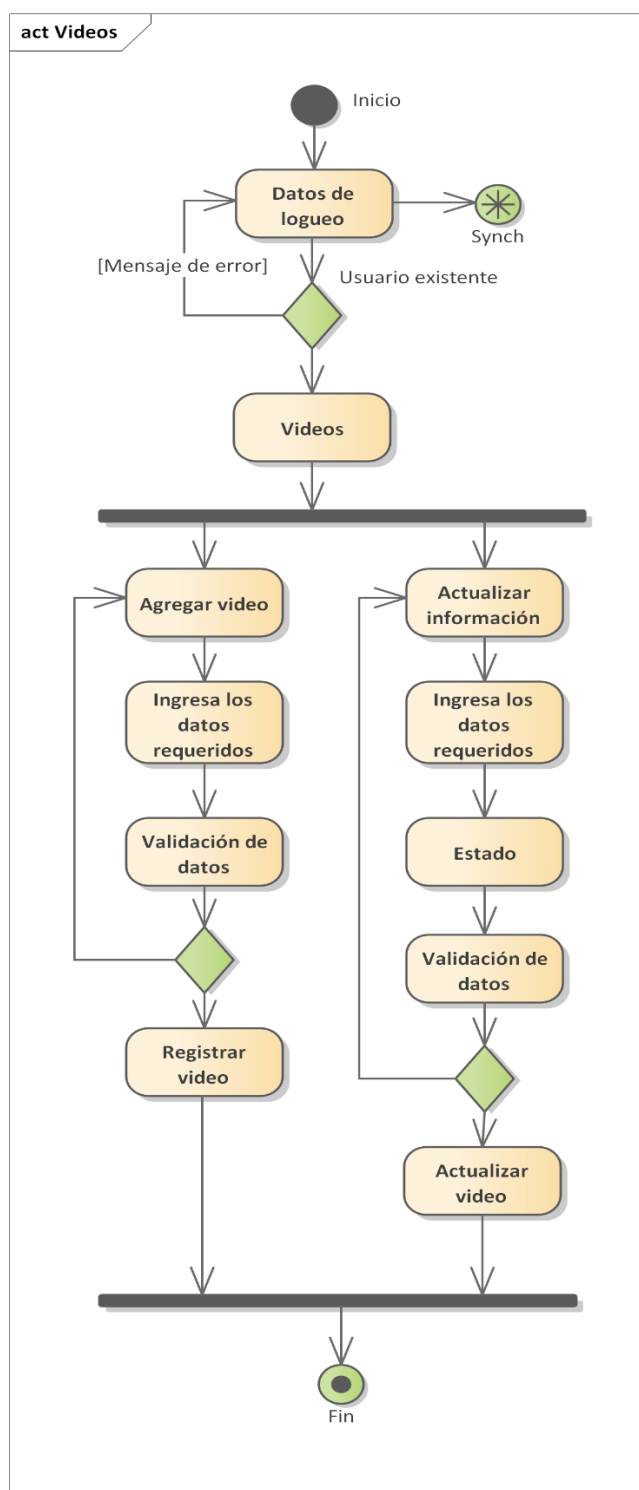 act Videos
Inicio
Datos de
logueo
Synch
[Mensaje de error]
Usuario existente
Videos
Agregar video
Ingresa los
datos
requeridos
Validación de
datos
Registrar
video
Actualizar
información
Ingresa los
datos
requeridos
Estado
Validación de
datos
Actualizar
video
Fin